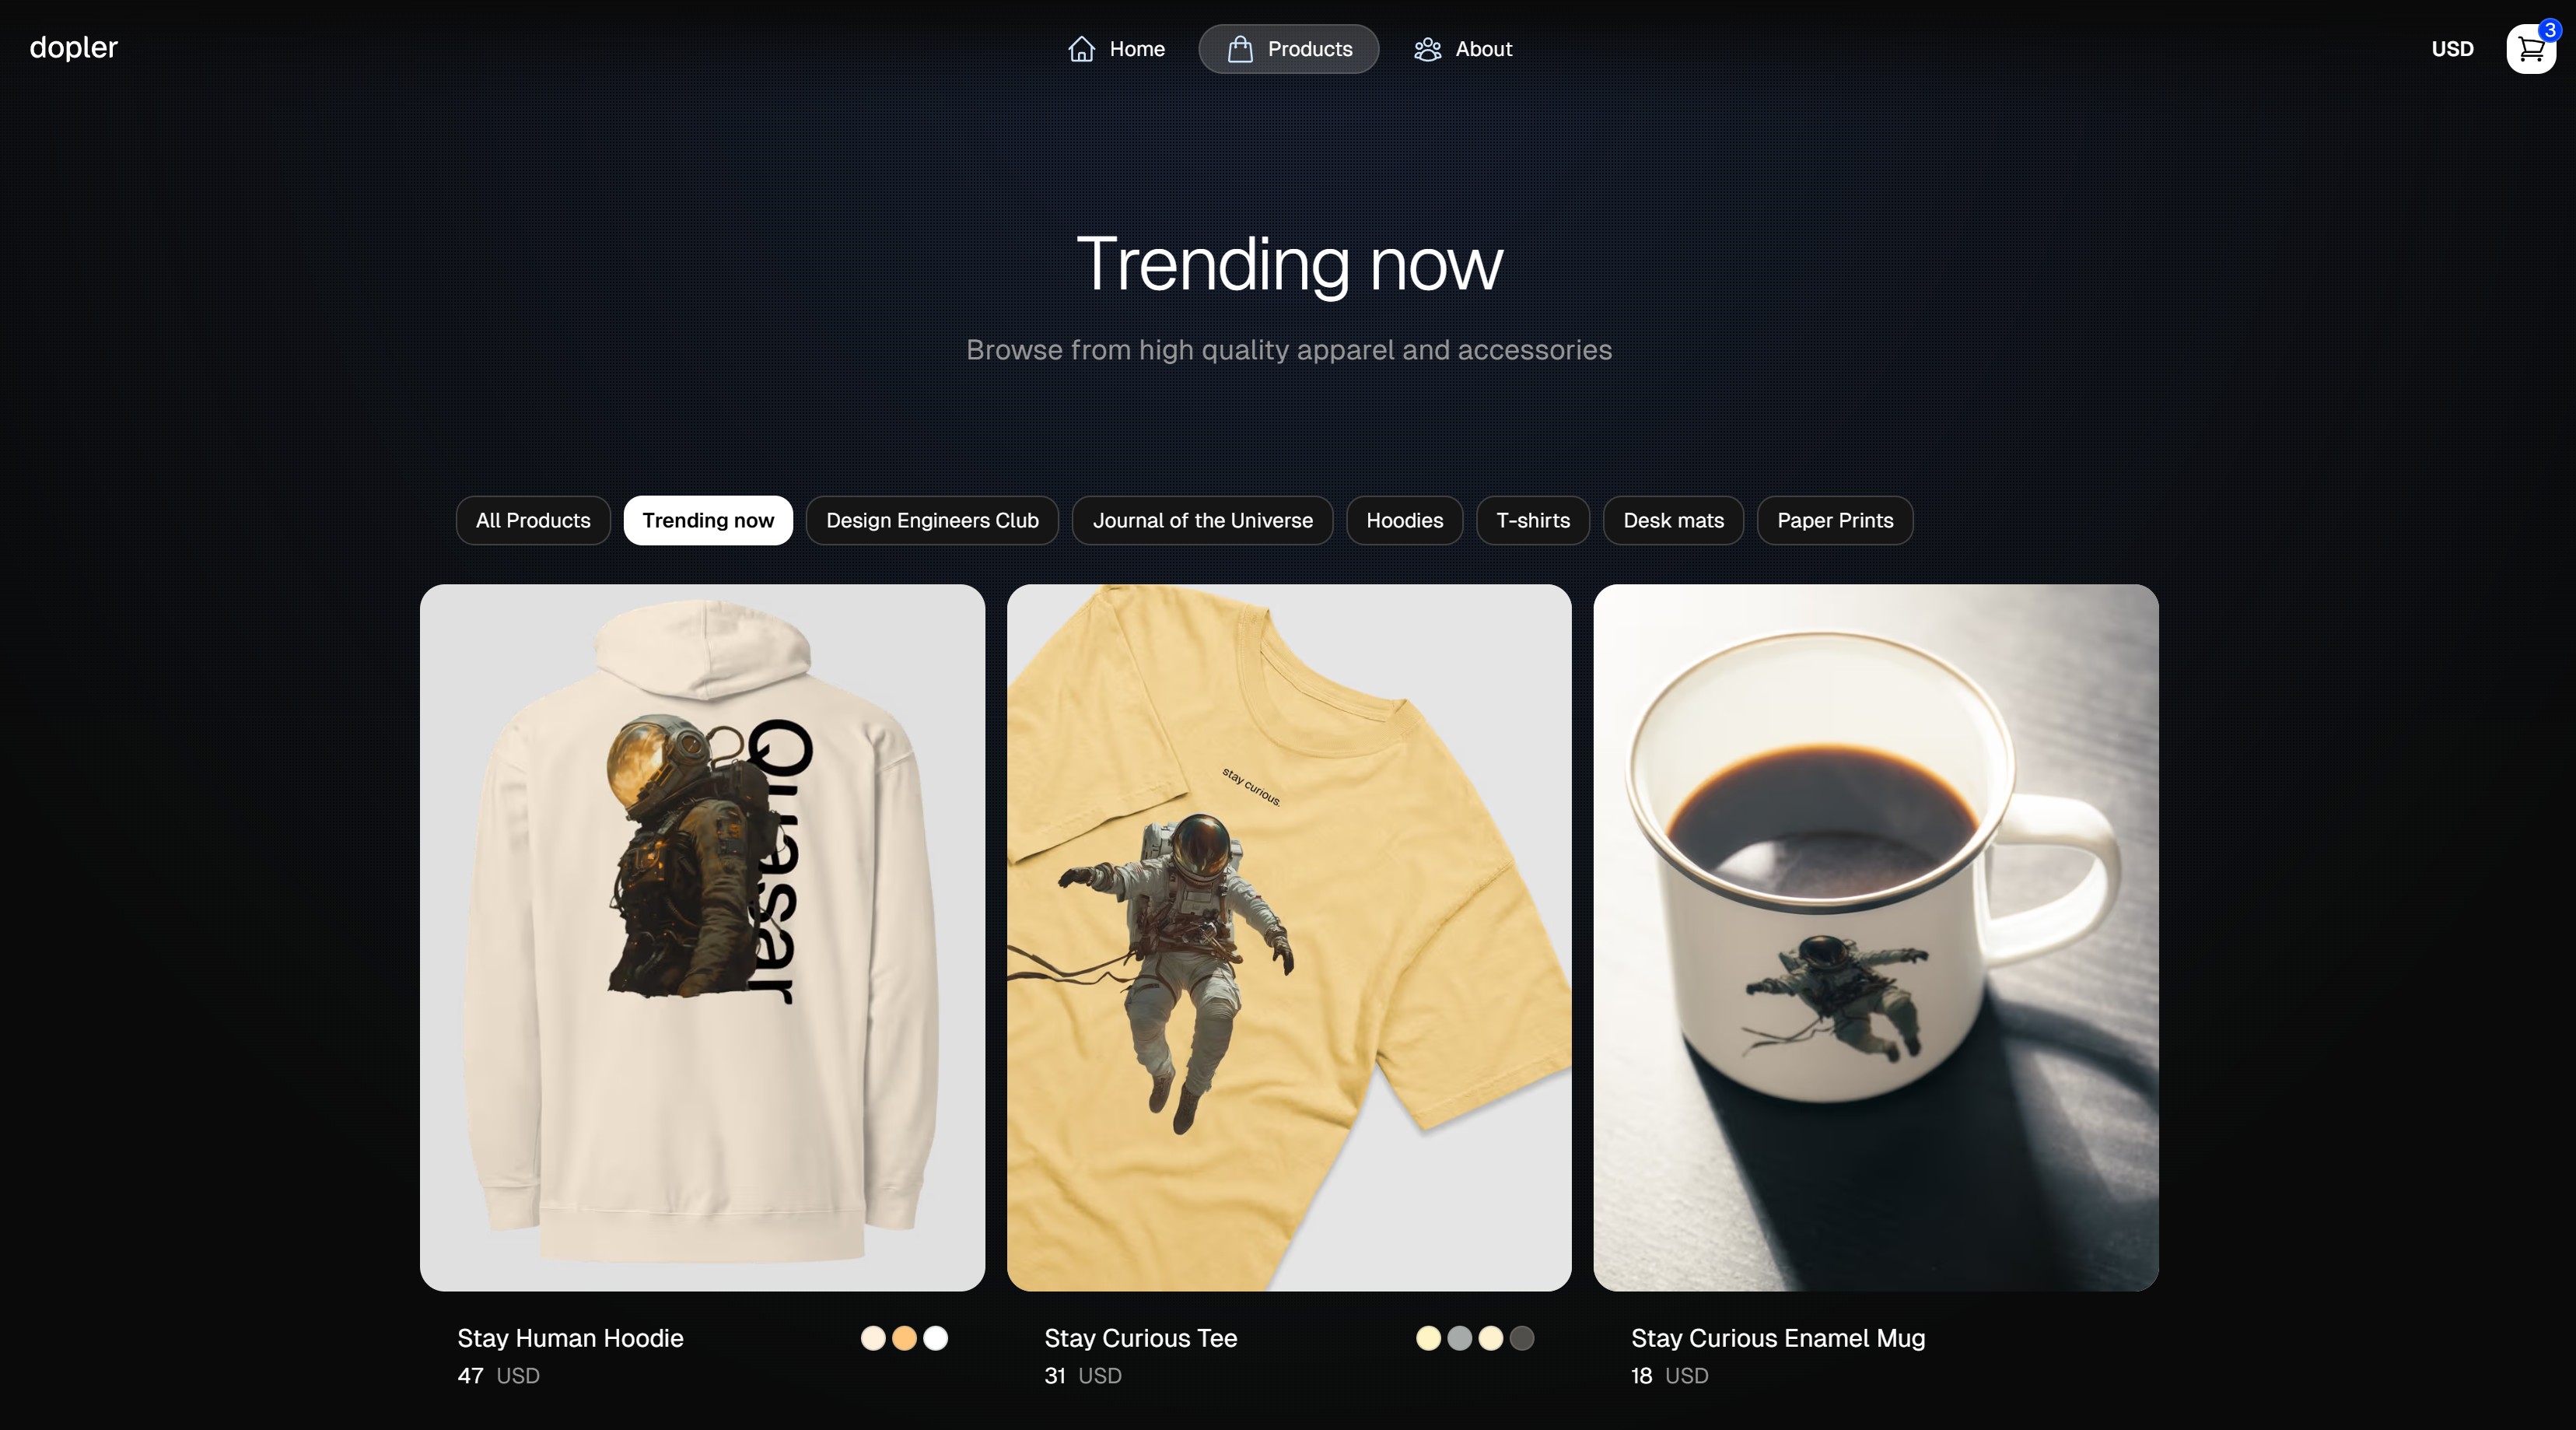 dopler
Home
Products
About
USD
3
Trending now
Browse from high quality apparel and accessories
All Products
Trending now
Design Engineers Club
Journal of the Universe
Hoodies
T-shirts
Desk mats
Paper Prints
Quasar
stay curious.
Stay Human Hoodie
47 USD
Stay Curious Tee
31 USD
Stay Curious Enamel Mug
18 USD